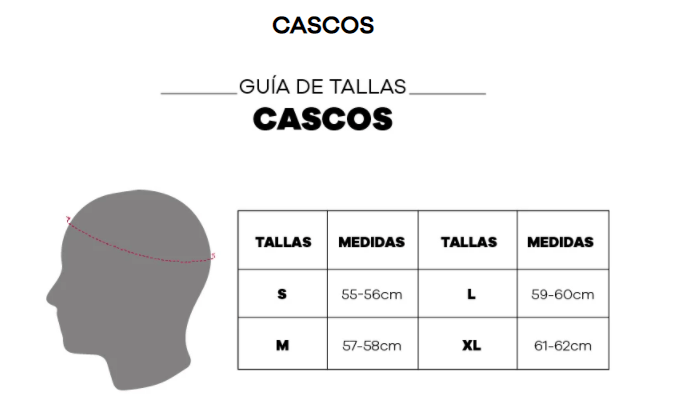 CASCOS
GUÍA DE TALLAS
CASCOS
TALLAS MEDIDAS TALLAS MEDIDAS
S 55-56cm L 59-60cm
M 57-58cm XL 61-62cm